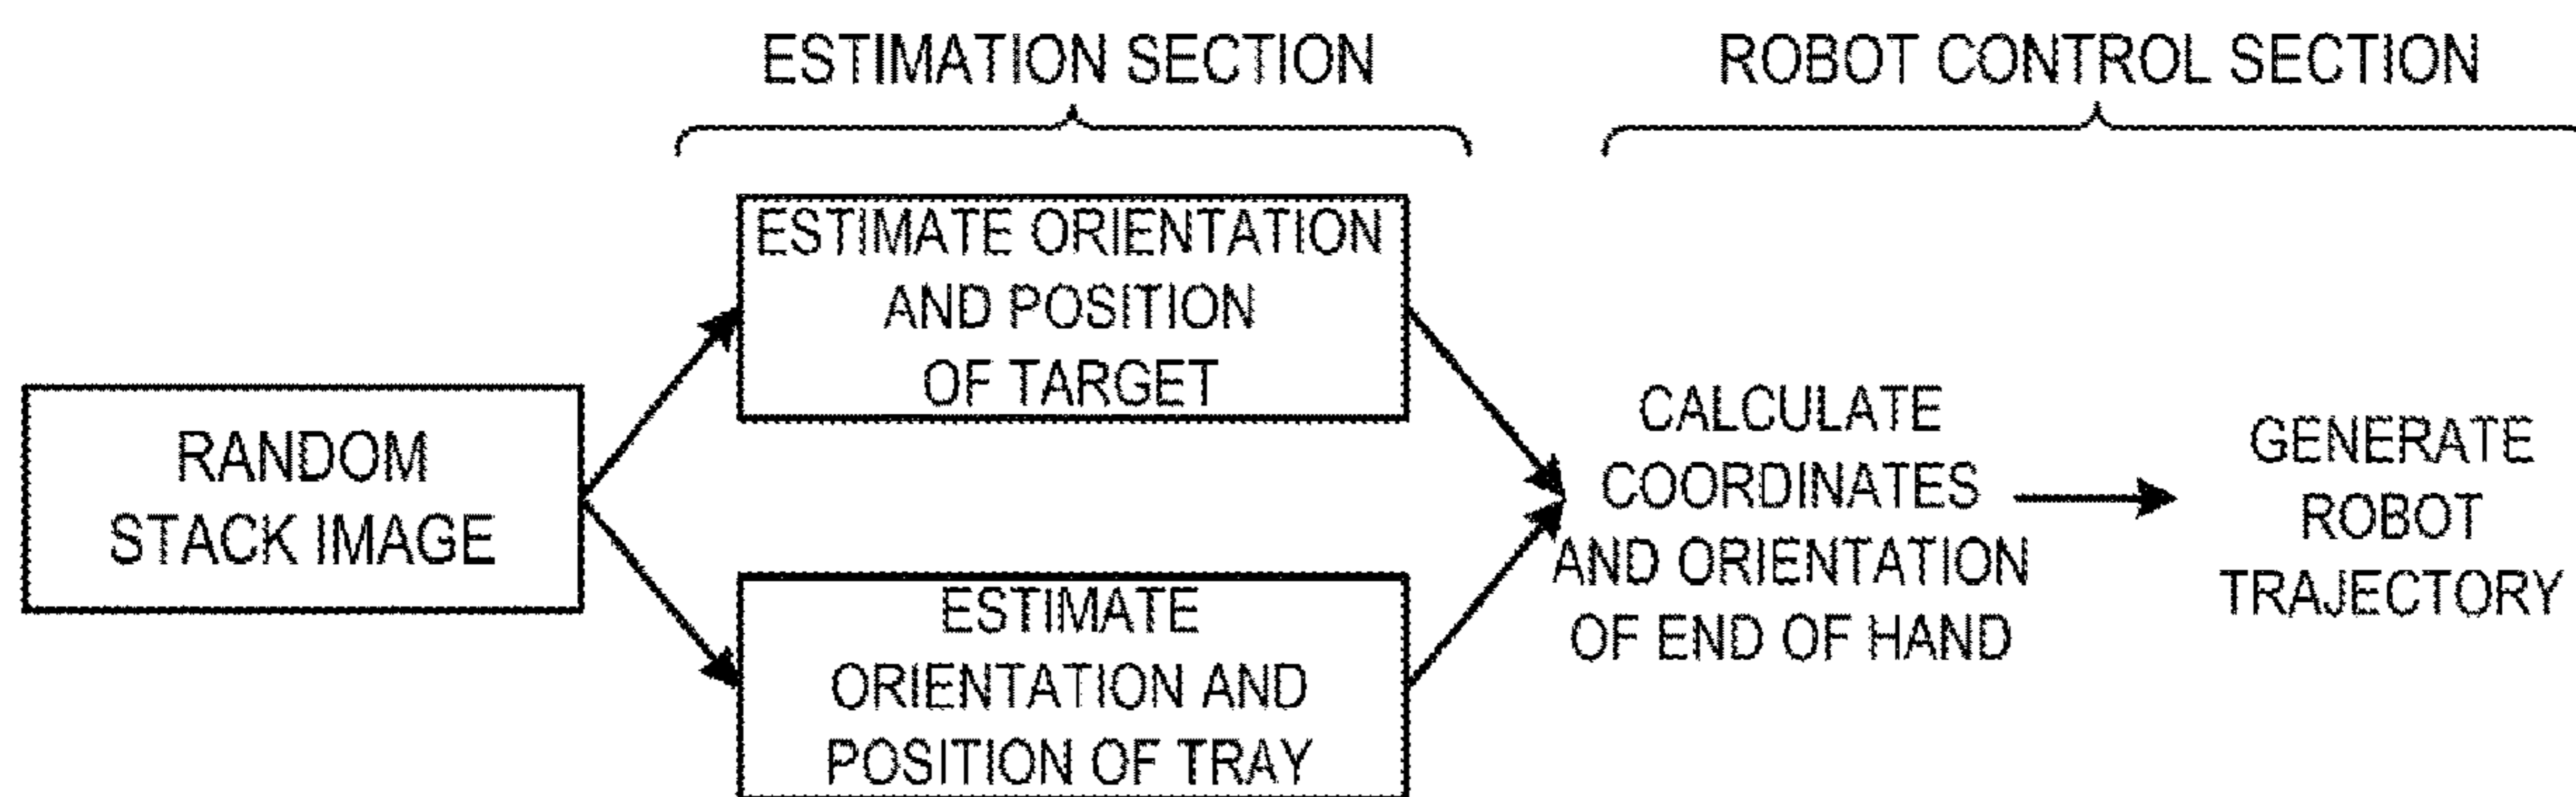 ESTIMATION SECTION
ROBOT CONTROL SECTION
RANDOM
STACK IMAGE
ESTIMATE ORIENTATION
AND POSITION
OF TARGET
ESTIMATE
ORIENTATION AND
POSITION OF TRAY
CALCULATE
COORDINATES
AND ORIENTATION
OF END OF HAND
GENERATE
ROBOT
TRAJECTORY